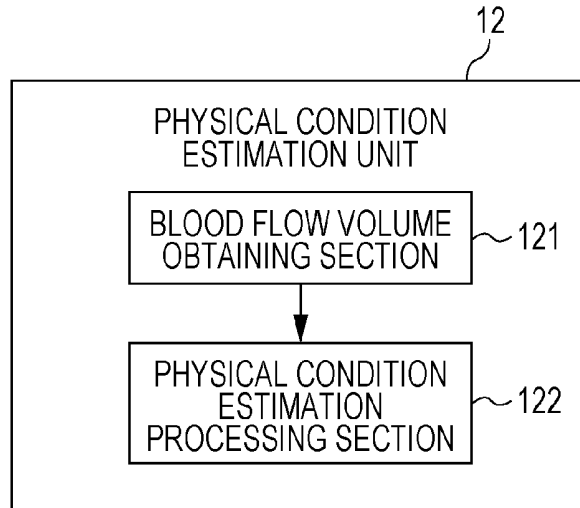 12
PHYSICAL CONDITION
ESTIMATION UNIT
BLOOD FLOW VOLUME
OBTAINING SECTION
121
PHYSICAL CONDITION
ESTIMATION
PROCESSING SECTION
122